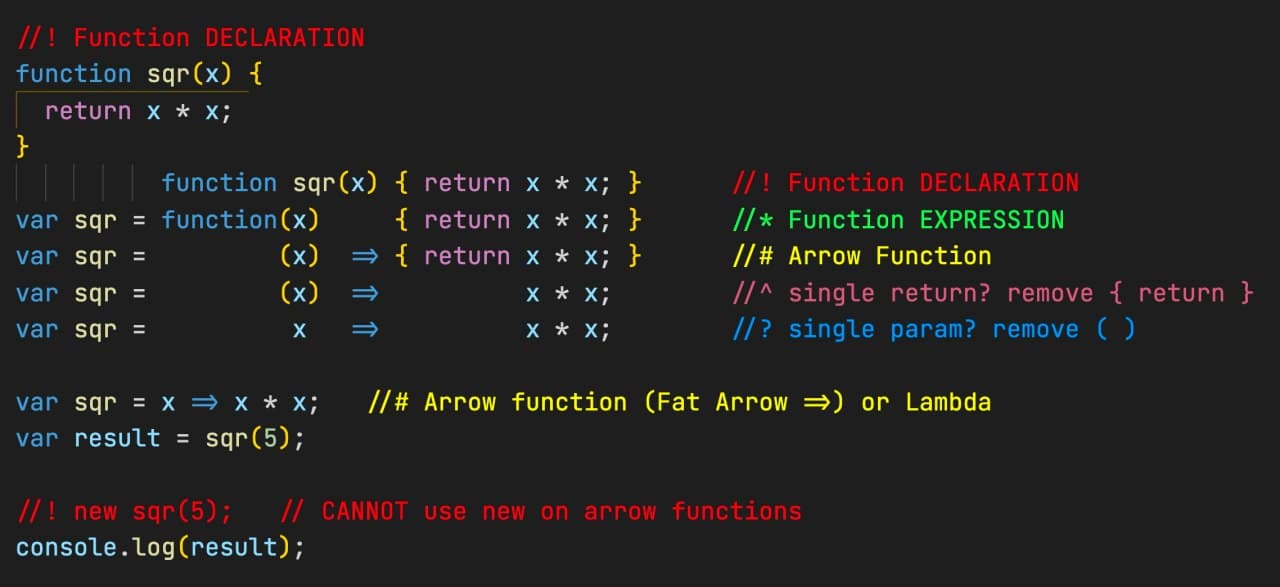 //! Function DECLARATION
function sqr(x) {
  return x * x;
}
          function sqr(x) { return x * x; }      //! Function DECLARATION
var sqr = function(x)     { return x * x; }      //* Function EXPRESSION
var sqr =         (x)  => { return x * x; }      //# Arrow Function
var sqr =         (x)  =>          x * x;        //^ single return? remove { return }
var sqr =          x   =>          x * x;        //? single param? remove ( )
var sqr = x => x * x;   //# Arrow function (Fat Arrow =>) or Lambda
var result = sqr(5);
//! new sqr(5);   // CANNOT use new on arrow functions
console.log(result);